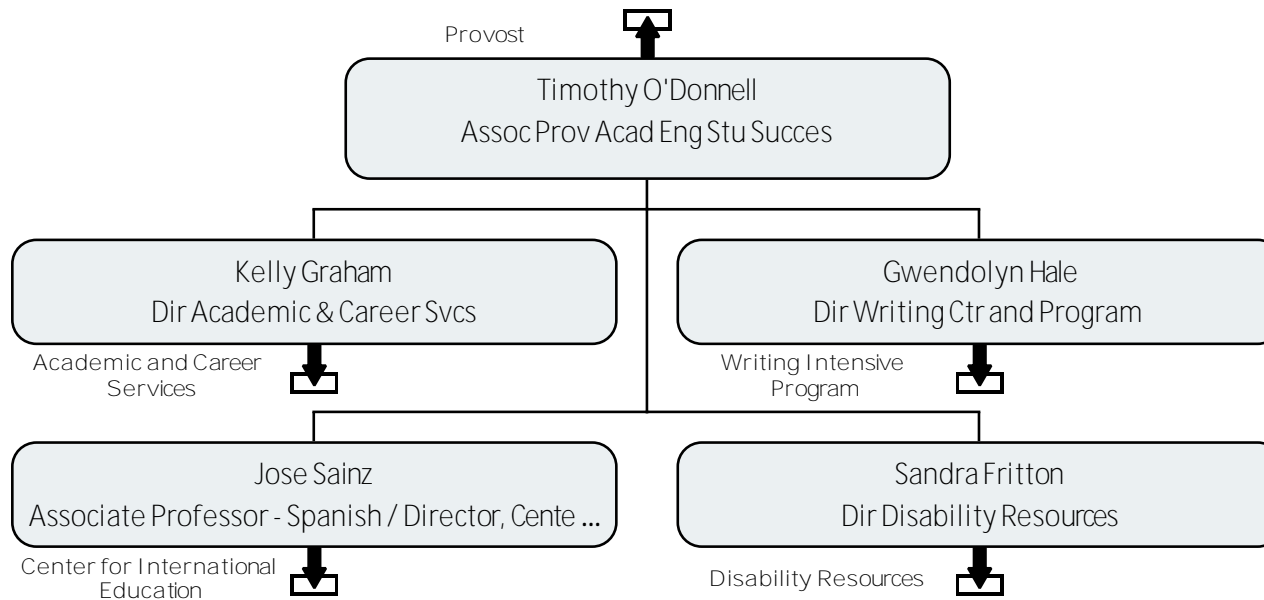 Provost
Timothy O'Donnell
Assoc Prov Acad Eng Stu Succes
Kelly Graham
Dir Academic & Career Svcs
Academic and Career
Services
Gwendolyn Hale
Dir Writing Ctr and Program
Writing Intensive
Program
Jose Sainz
Associate Professor - Spanish / Director, Cente ...
Center for International
Education
Sandra Fritton
Dir Disability Resources
Disability Resources